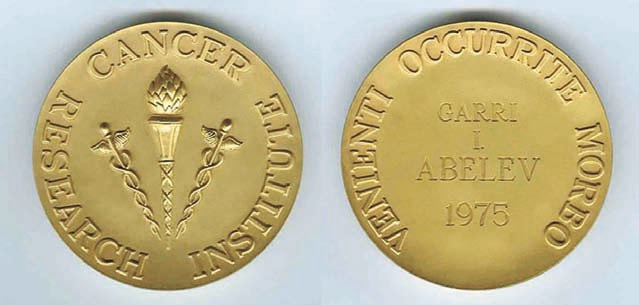 CANCER RESEARCH INSTITUTE
VENIENTI OCCURRITE MORBO
GARRI
I.
ABELEV
1975